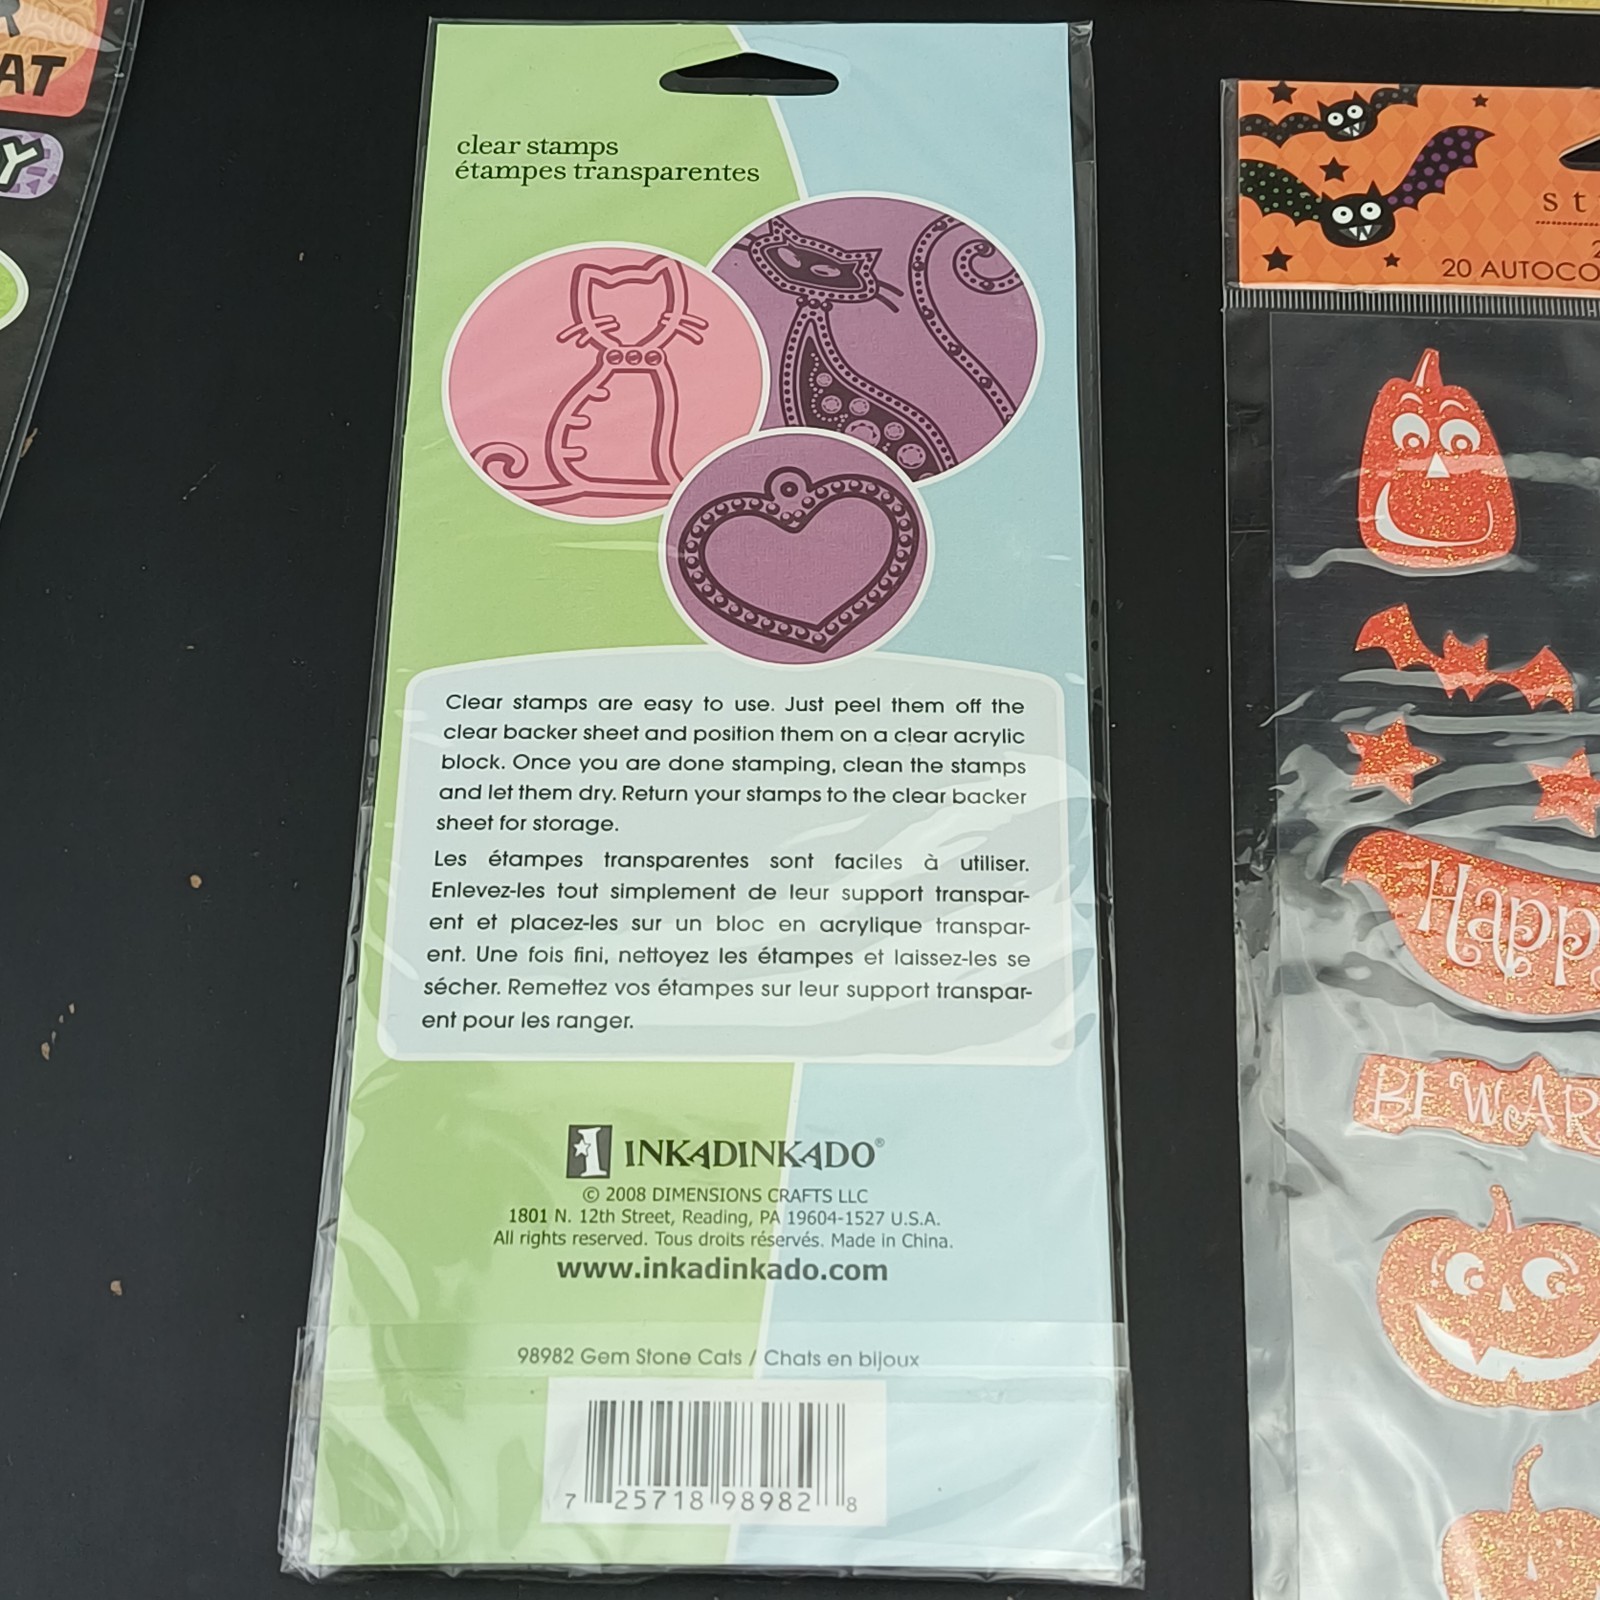 AT
Y
clear stamps
étampes transparentes
Clear stamps are easy to use. Just peel them off the
clear backer sheet and position them on a clear acrylic
block. Once you are done stamping, clean the stamps
and let them dry. Return your stamps to the clear backer
sheet for storage.
Les étampes transparentes sont faciles à utiliser.
Enlevez-les tout simplement de leur support transpar-
ent et placez-les sur un bloc en acrylique transpar-
ent. Une fois fini, nettoyez les étampes et laissez-les se
sécher. Remettez vos étampes sur leur support transpar-
ent pour les ranger.
INKADINKADO®
© 2008 DIMENSIONS CRAFTS LLC
1801 N. 12th Street, Reading, PA 19604-1527 U.S.A.
All rights reserved. Tous droits réservés. Made in China.
www.inkadinkado.com
98982 Gem Stone Cats / Chats en bijoux
7 25718 98982 8
st
20 AUTOCO
Happ
BEWAR